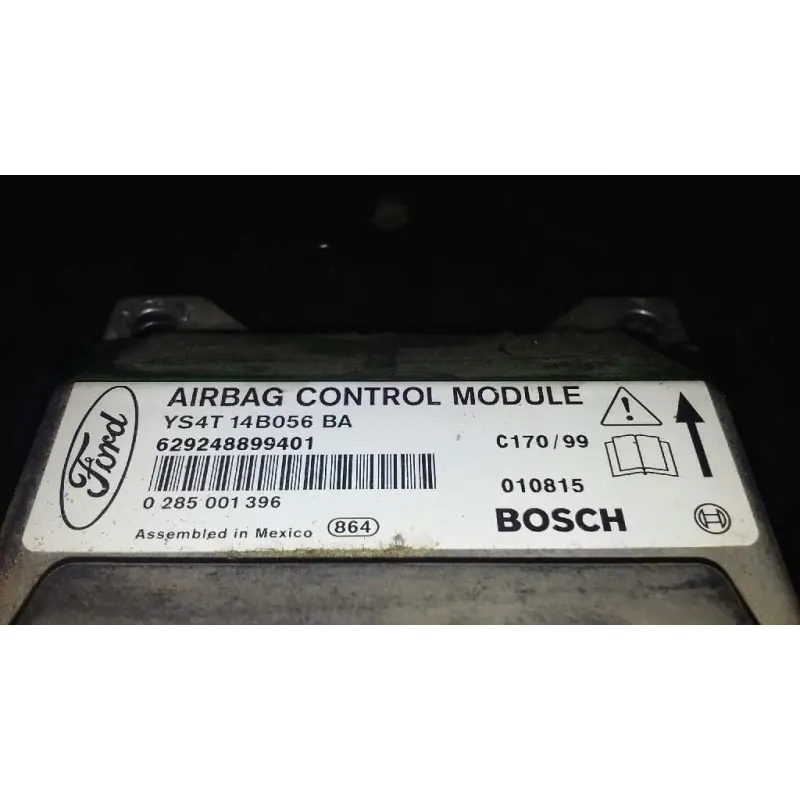 Ford
AIRBAG CONTROL MODULE
YS4T 14B056 BA
629248899401
C170/99
010815
0 285 001 396
BOSCH
Assembled in Mexico 864